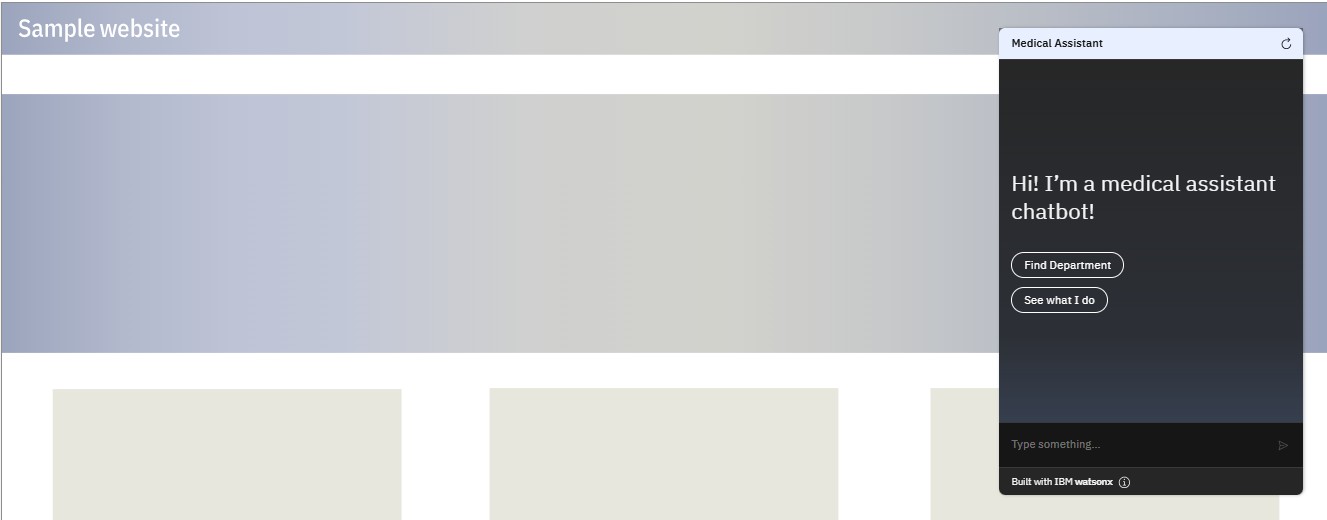 Sample website
Medical Assistant
Hi! I’m a medical assistant
chatbot!
Find Department
See what I do
Type something...
Built with IBM watsonx